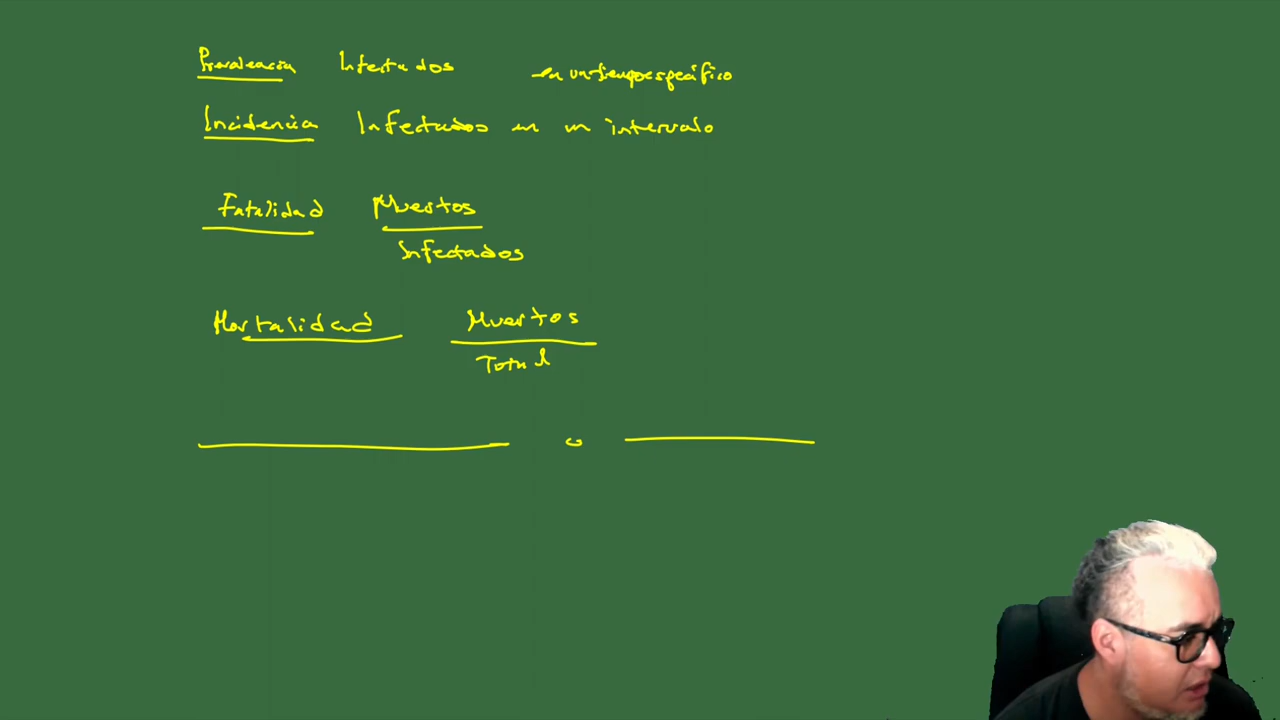 Prevalencia Infectados en un tiempo específico
Incidencia Infectados en un intervalo
Fatalidad Muertos
Infectados
Mortalidad Muertos
Total